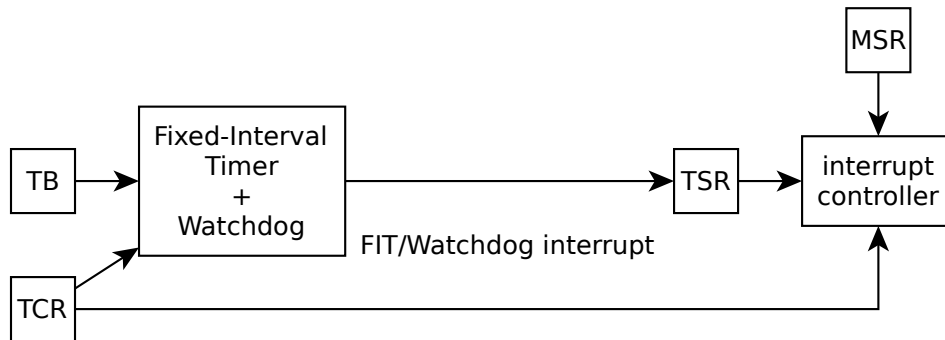 MSR
Fixed-Interval
Timer
+
Watchdog
TB
TSR
interrupt
controller
FIT/Watchdog interrupt
TCR